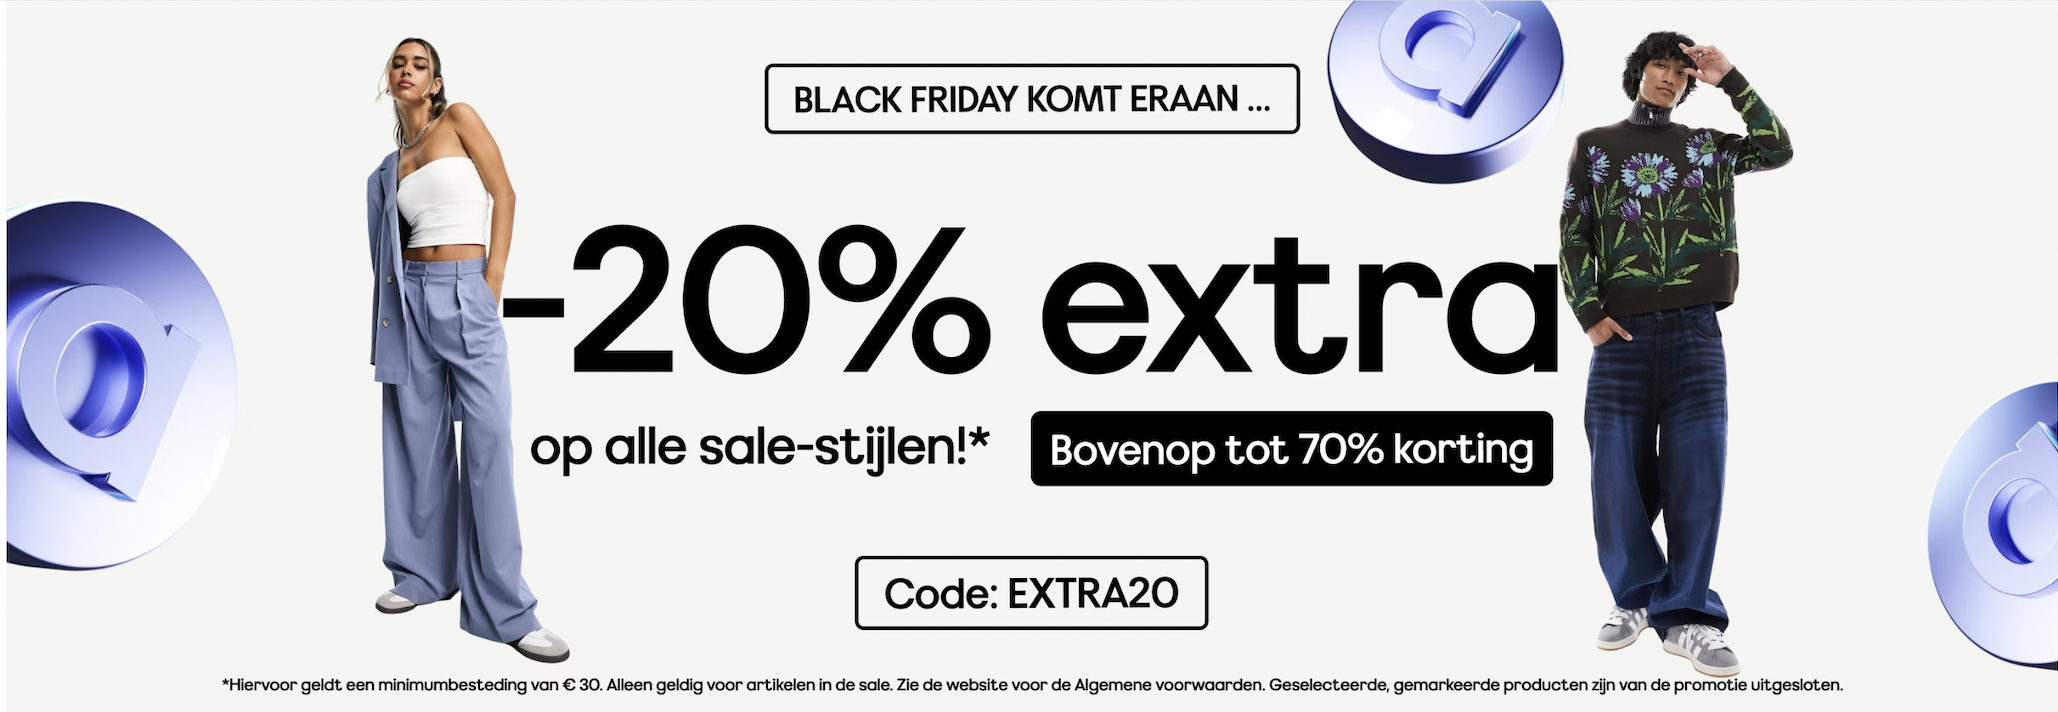 BLACK FRIDAY KOMT ERAAN ...
-20% extra
op alle sale-stijlen!*
Bovenop tot 70% korting
Code: EXTRA20
*Hiervoor geldt een minimumbesteding van € 30. Alleen geldig voor artikelen in de sale. Zie de website voor de Algemene voorwaarden. Geselecteerde, gemarkeerde producten zijn van de promotie uitgesloten.
a
a
a